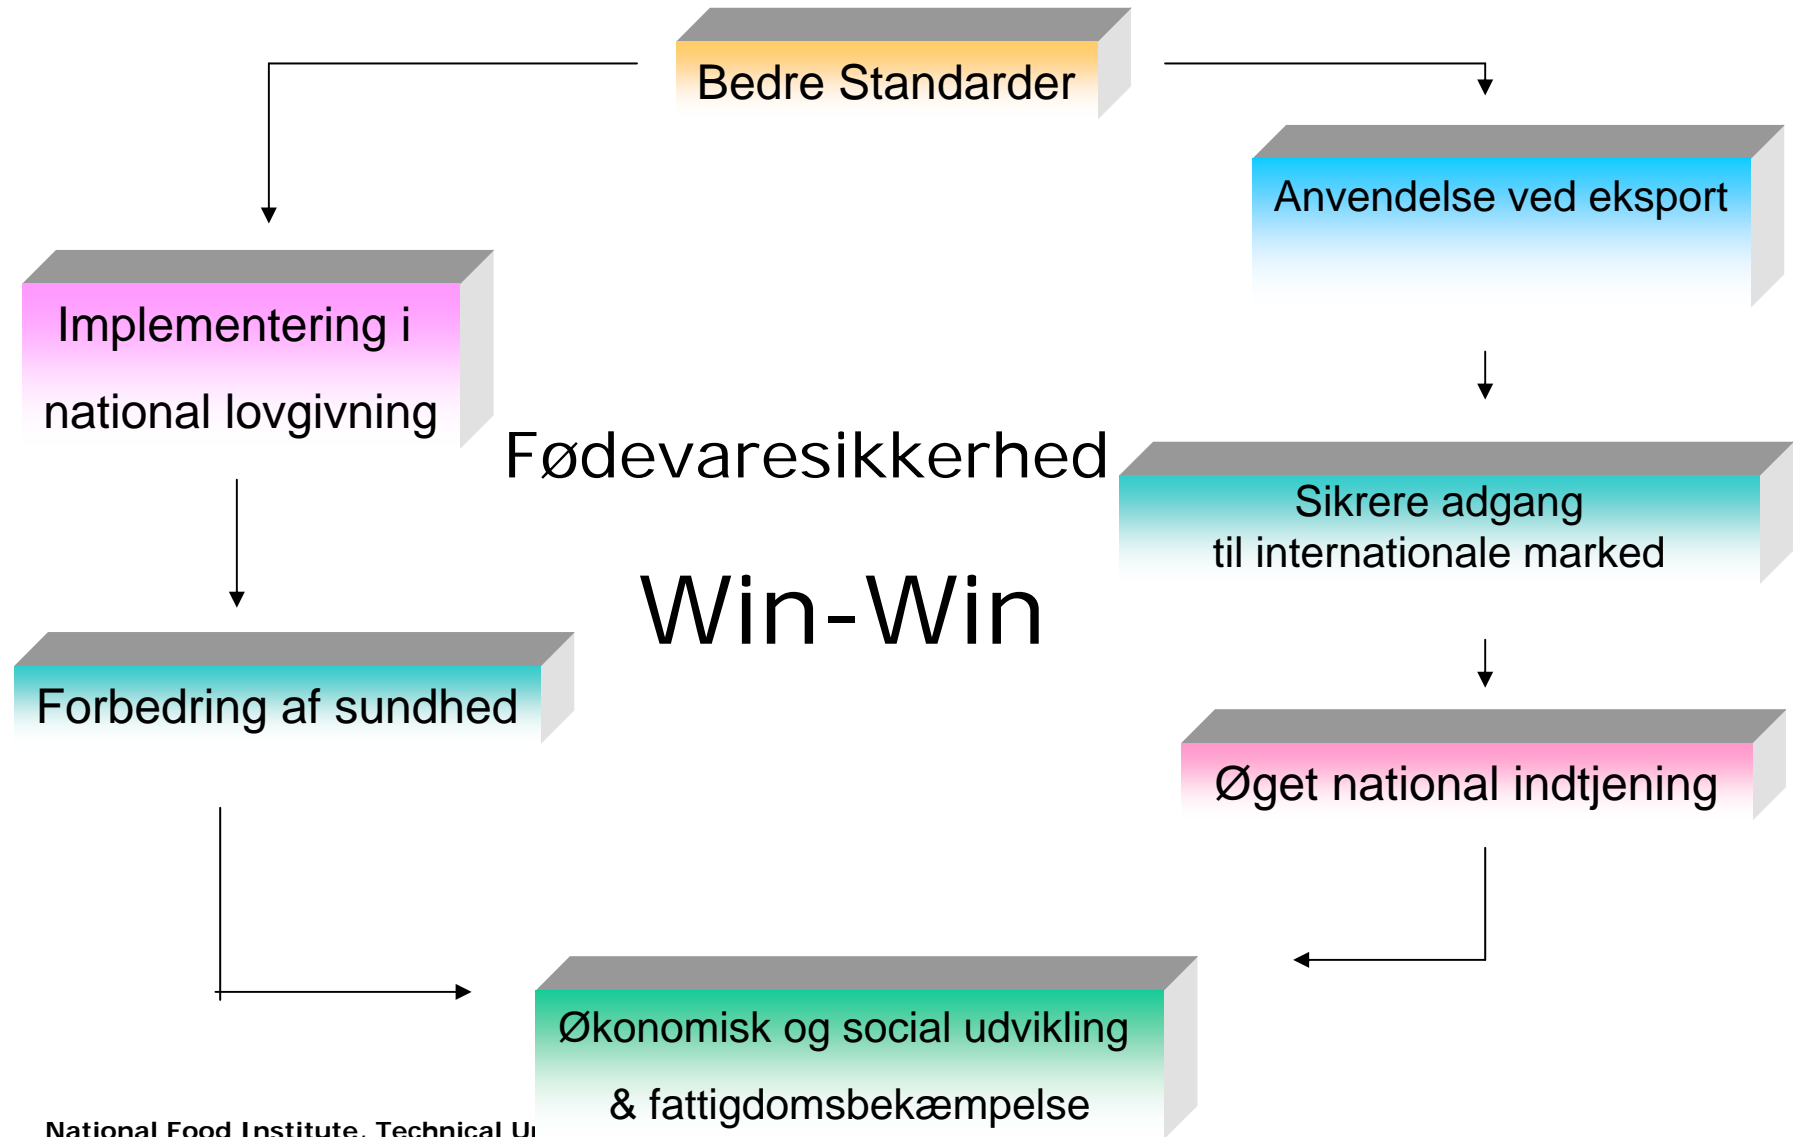 Bedre Standarder
Anvendelse ved eksport
Implementering i
national lovgivning
Fødevaresikkerhed
Win-Win
Sikrere adgang
til internationale marked
Forbedring af sundhed
Øget national indtjening
Økonomisk og social udvikling
& fattigdomsbekæmpelse
National Food Institute, Technical